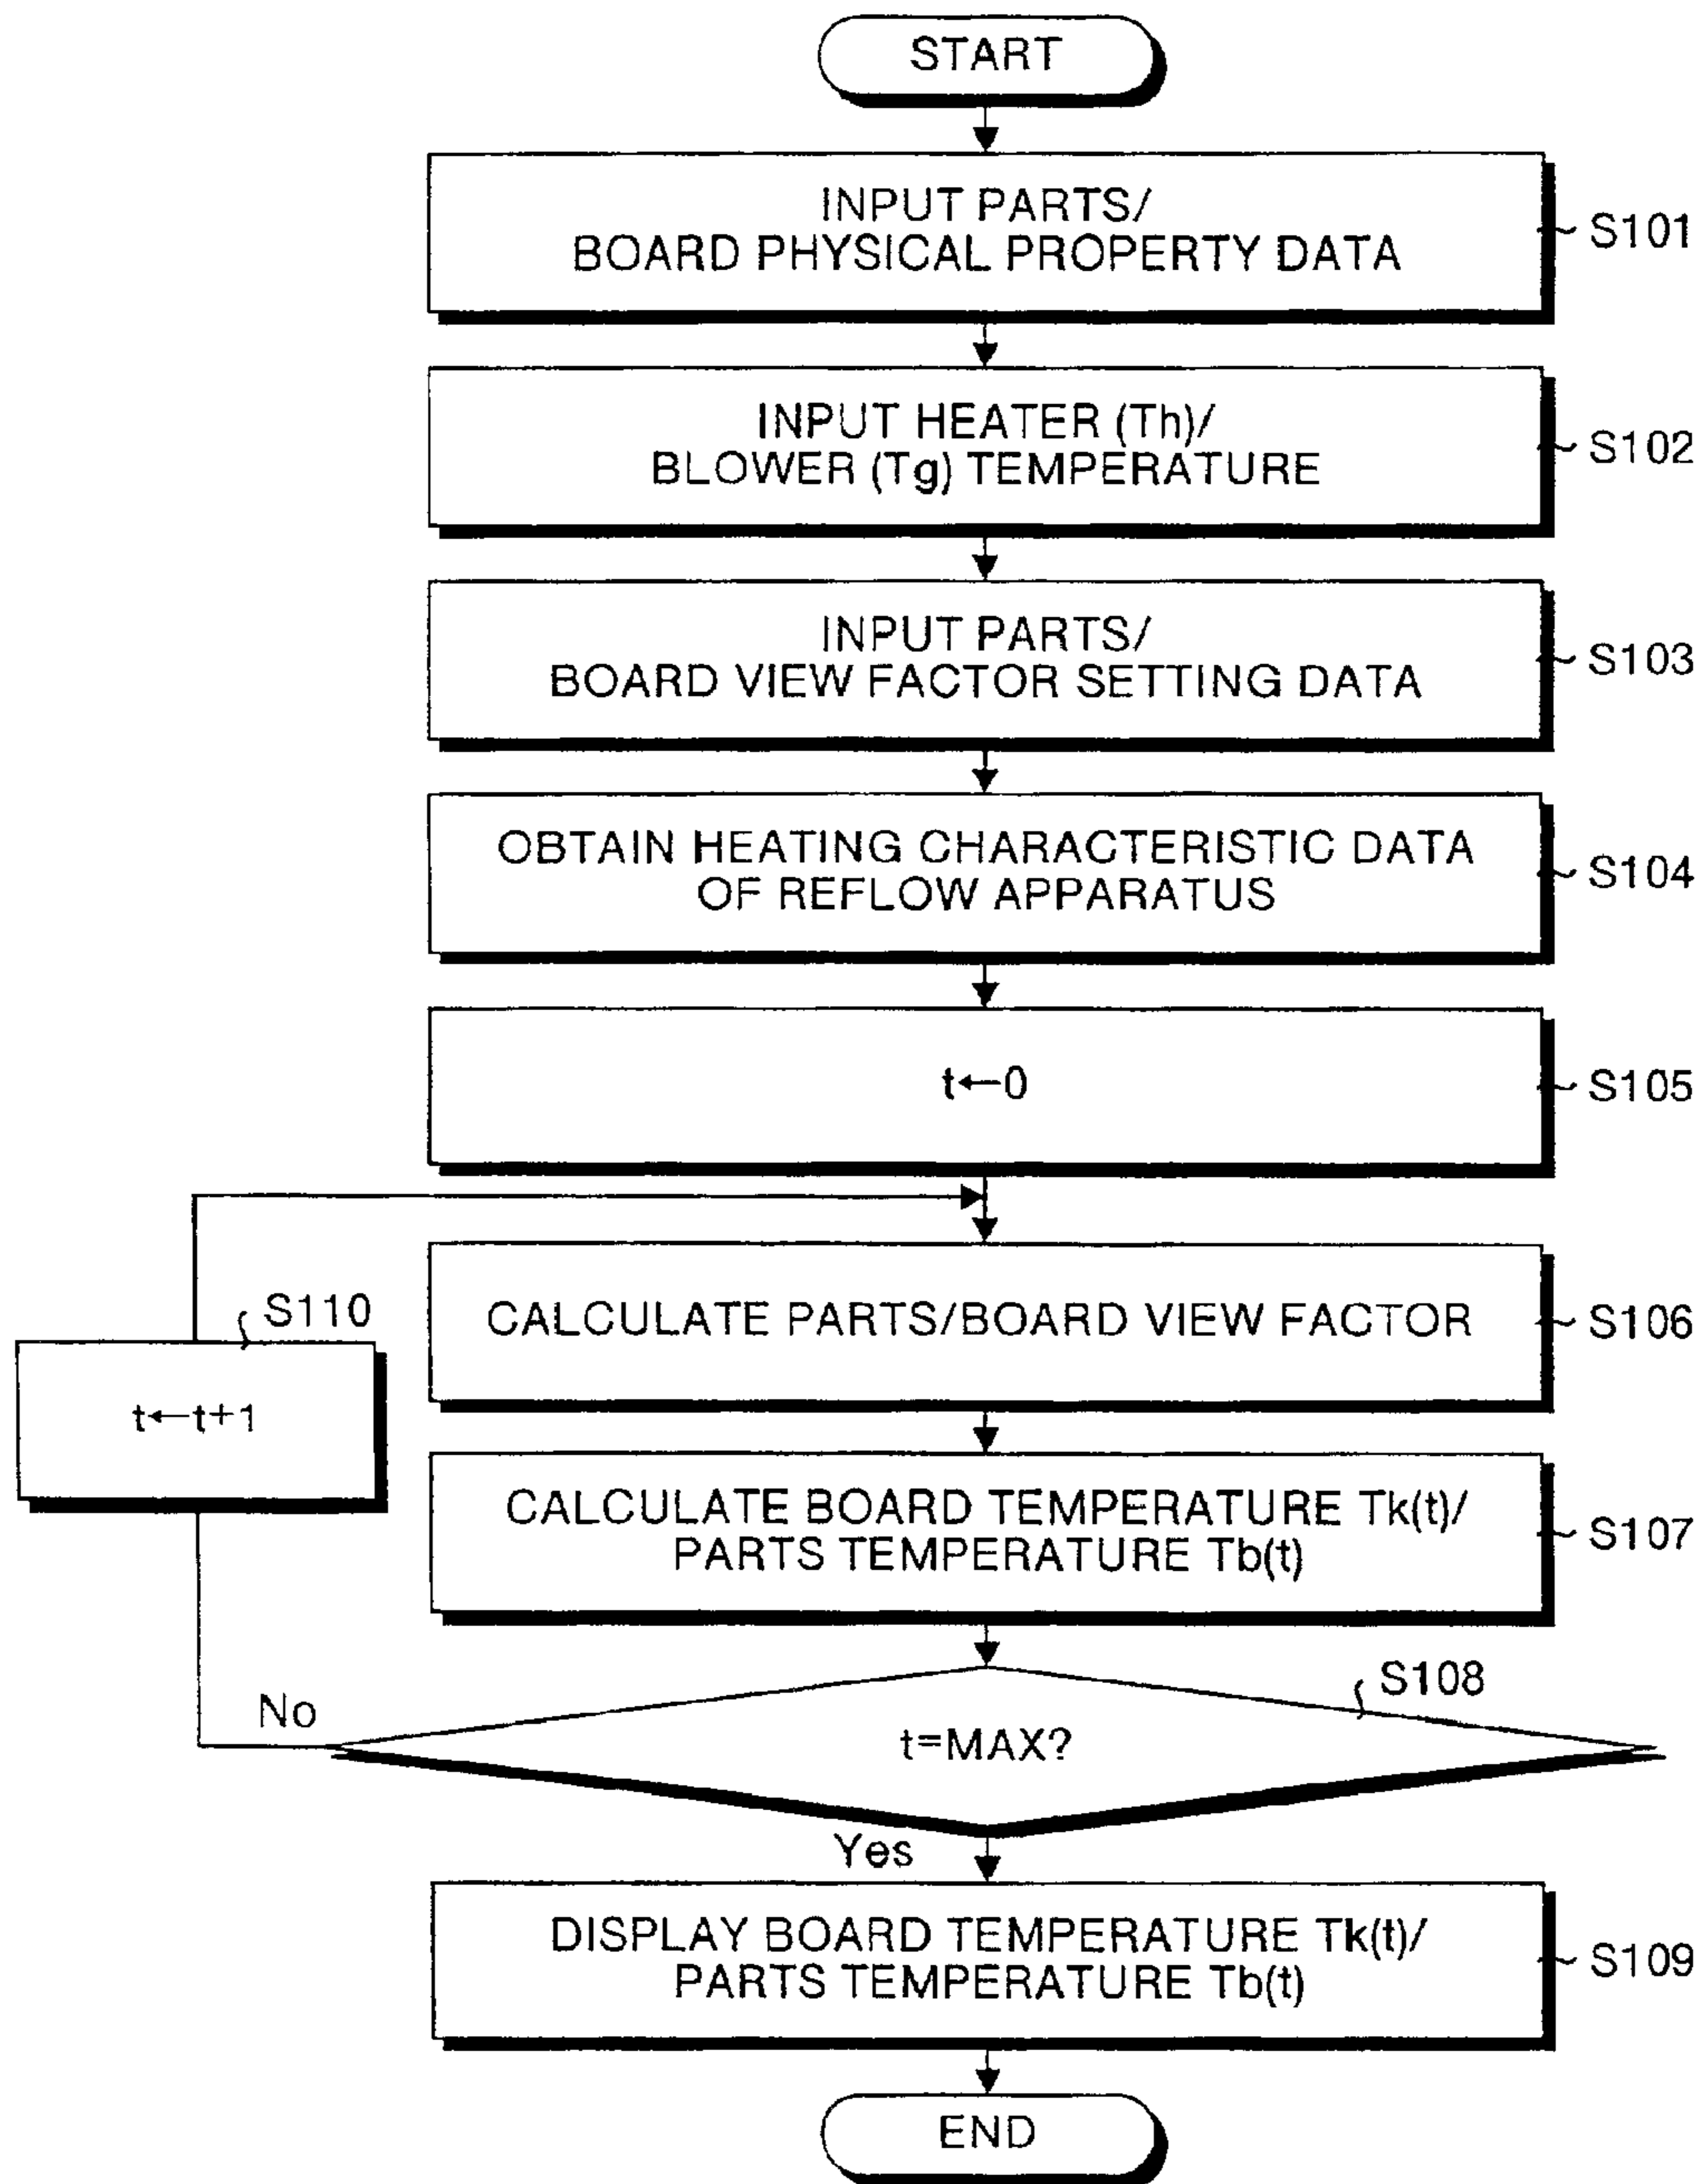 START
INPUT PARTS/
BOARD PHYSICAL PROPERTY DATA
S101
INPUT HEATER (Th)/
BLOWER (Tg) TEMPERATURE
S102
INPUT PARTS/
BOARD VIEW FACTOR SETTING DATA
S103
OBTAIN HEATING CHARACTERISTIC DATA
OF REFLOW APPARATUS
S104
t←0
S105
CALCULATE PARTS/BOARD VIEW FACTOR
S106
S110
t←t+1
CALCULATE BOARD TEMPERATURE Tk(t)/
PARTS TEMPERATURE Tb(t)
S107
S108
No
t=MAX?
Yes
DISPLAY BOARD TEMPERATURE Tk(t)/
PARTS TEMPERATURE Tb(t)
S109
END